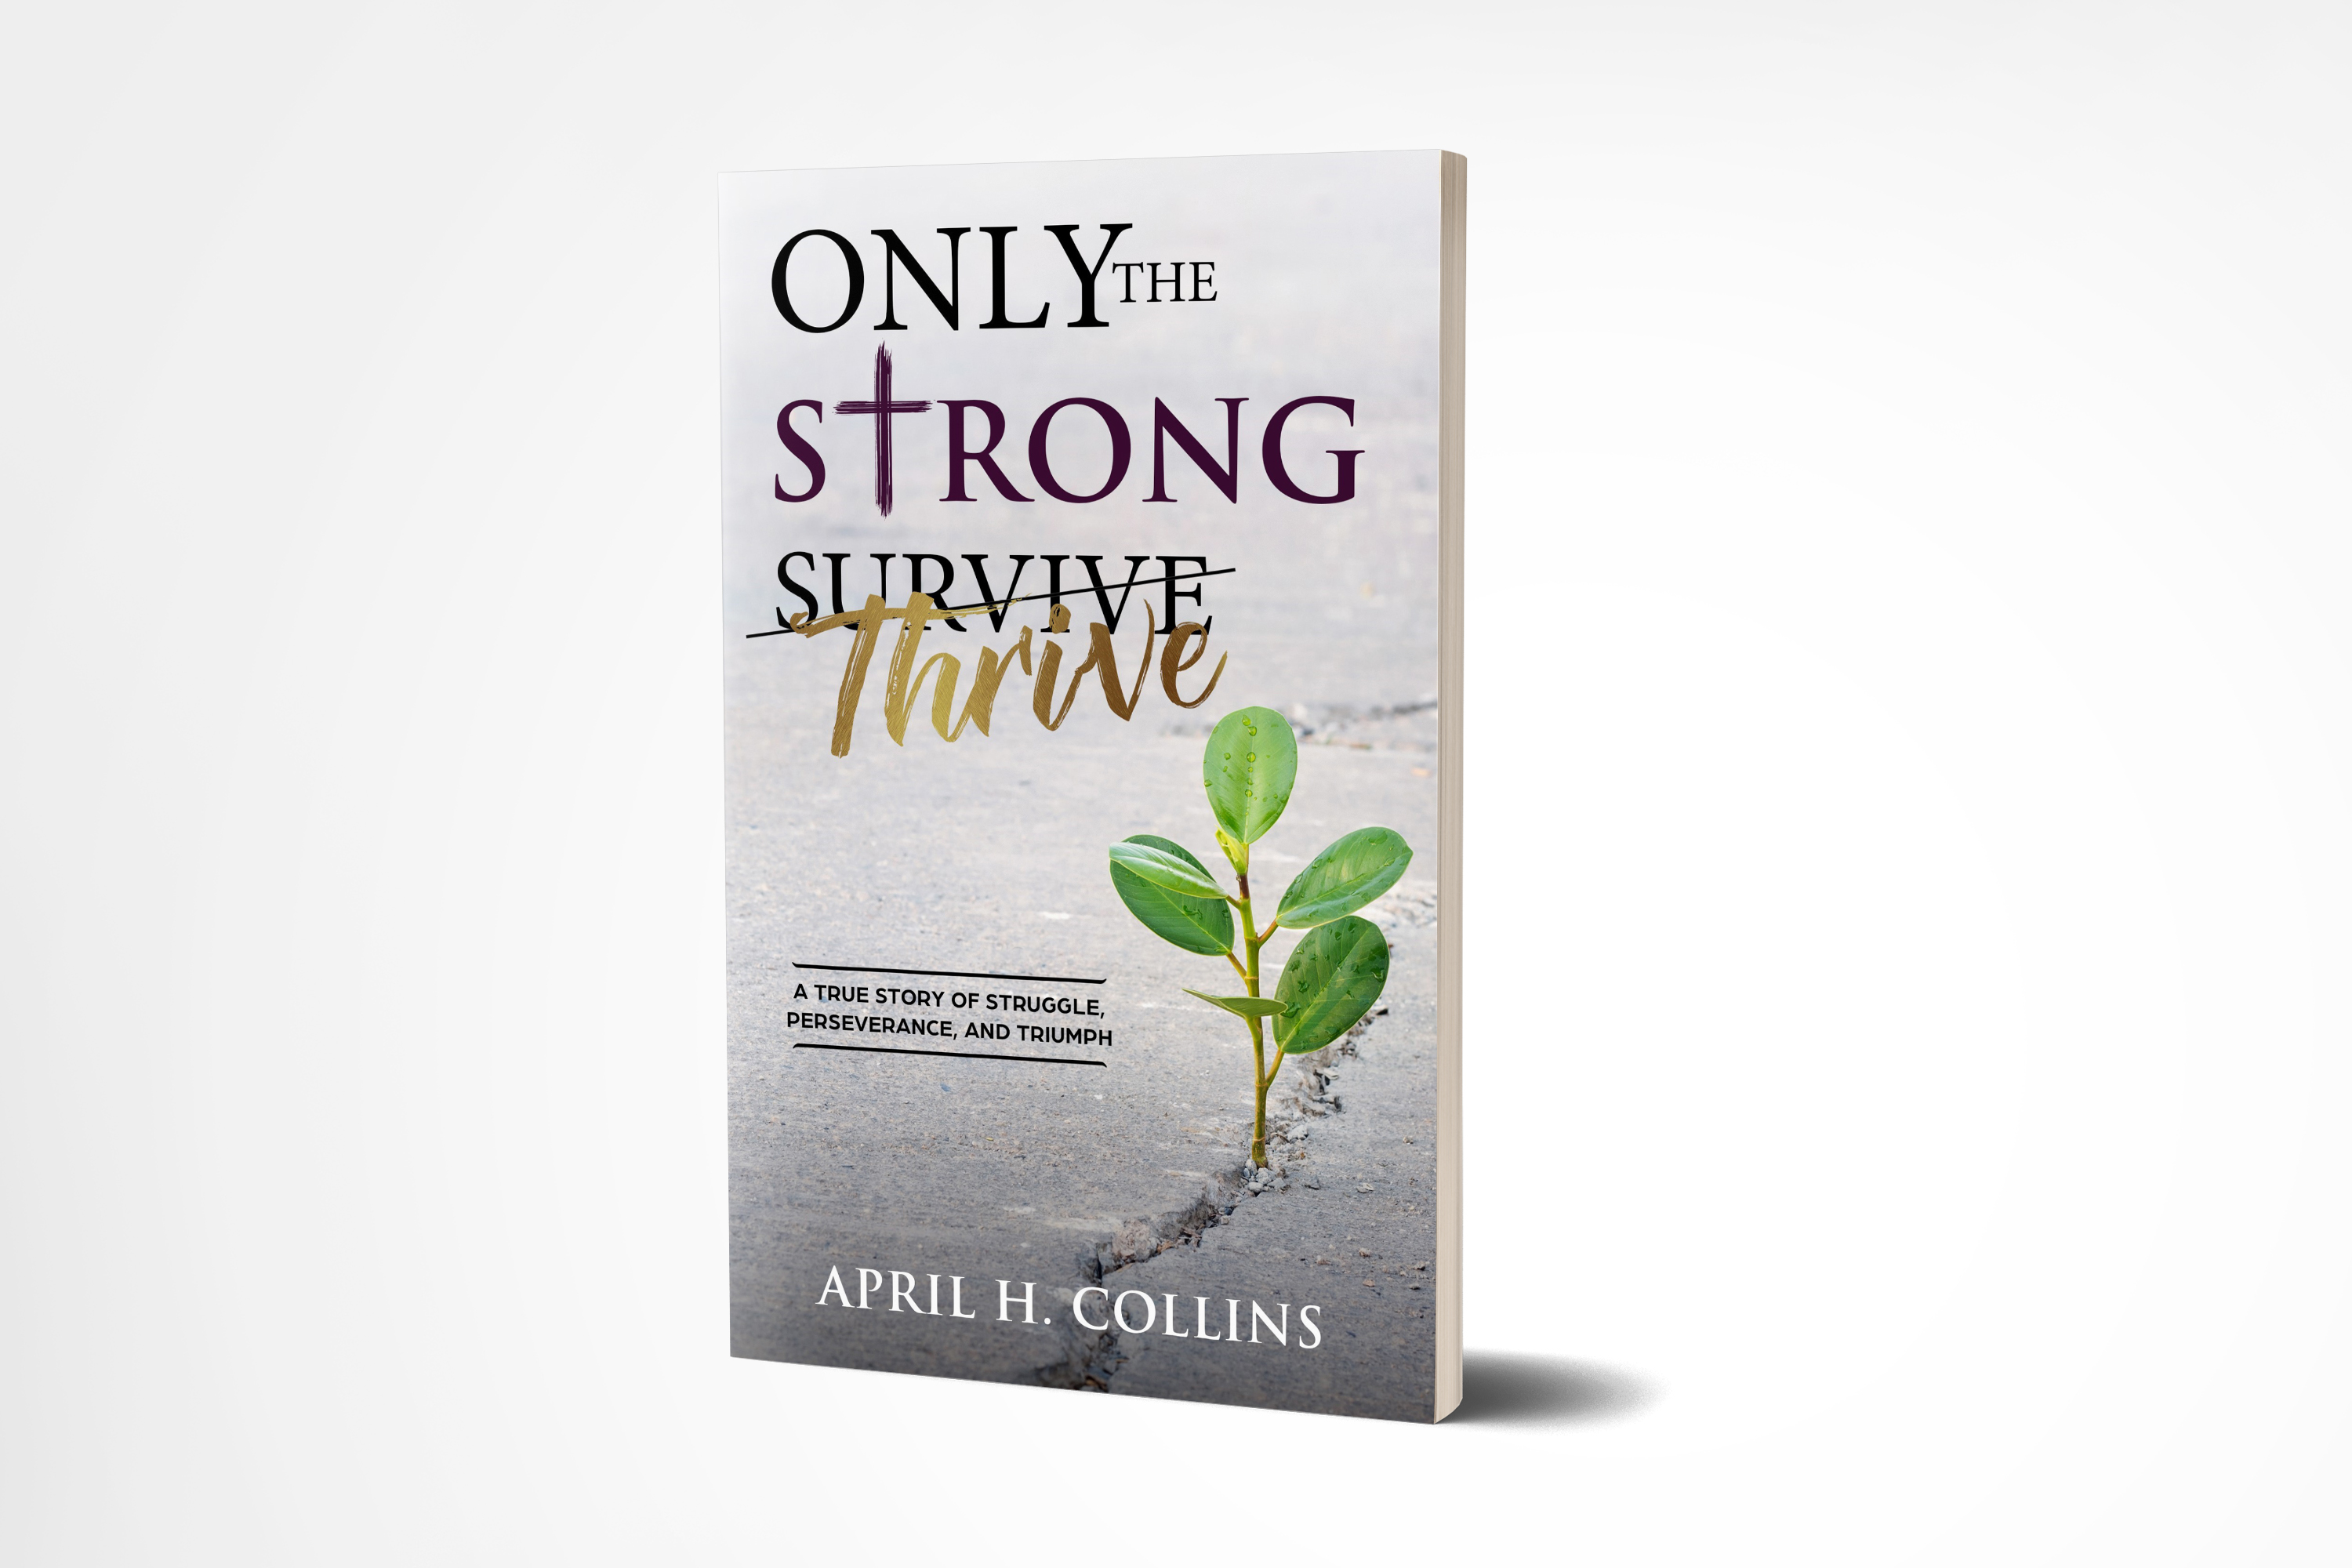 ONLY THE
STRONG
SURVIVE
Thrive
A TRUE STORY OF STRUGGLE,
PERSEVERANCE, AND TRIUMPH
APRIL H. COLLINS